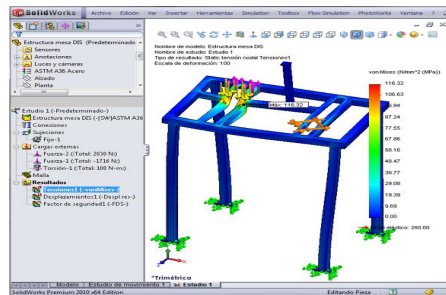 SolidWorks Archivo Edición Ver Insertar Herramientas Simulation Toolbox Flow Simulation PhotoWorks Ventana ?
Estructura mesa DIS (Predeterminado
Sensores
Anotaciones
Luces y cámaras
ASTM A36 Acero
Alzado
Planta
Estudio 1 (-Predeterminado-)
Estructura mesa DIS (-[SW]ASTM A36
Conexiones
Sujeciones
Fijo-1
Cargas externas
Fuerza-2 (:Total: 2030 N:)
Fuerza-1 (:Total: -1716 N:)
Torsión-1 (:Total: 100 N-m:)
Malla
Resultados
Tensiones1 (-vonMises-)
Desplazamientos1 (-Despl res-)
Factor de seguridad1 (-FDS-)
Nombre de modelo: Estructura mesa DIS
Nombre de estudio: Estudio 1
Tipo de resultado: Static tensión nodal Tensiones1
Escala de deformación: 100
Máx: 116.32
von Mises (N/mm^2 (MPa))
116.32
106.63
96.94
87.24
77.55
67.86
58.16
48.47
38.77
29.08
19.39
9.69
0.00
*Trimétrica
Modelo Estudio de movimiento 1 Estudio 1
SolidWorks Premium 2010 x64 Edition Editando Pieza